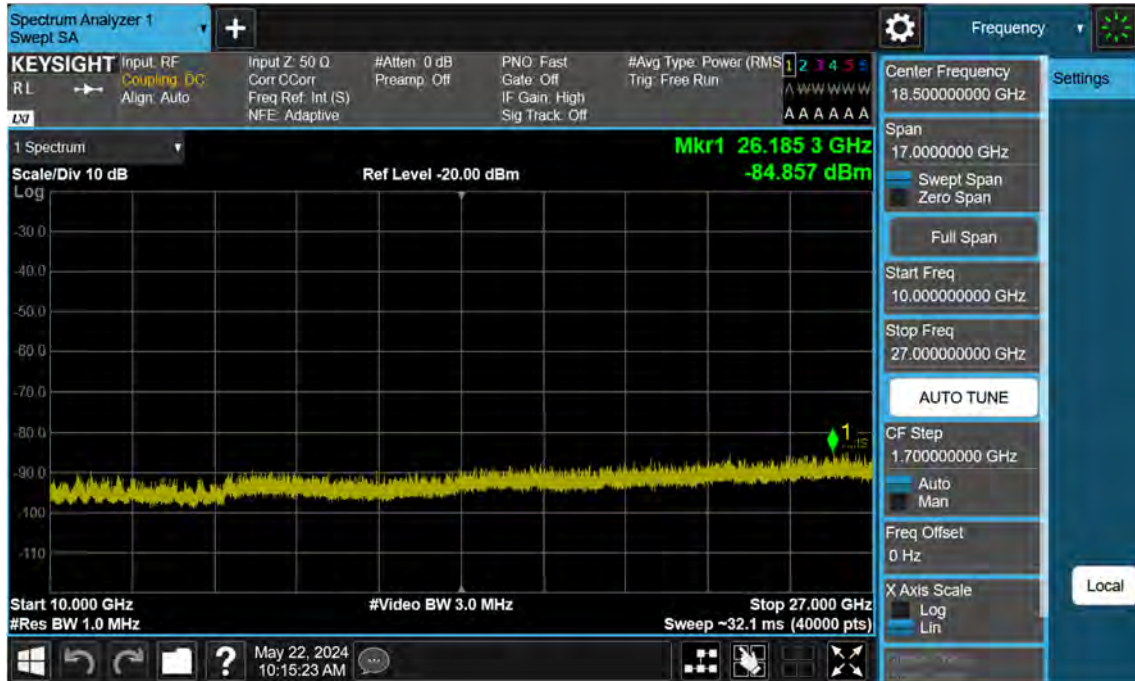 Spectrum Analyzer 1
Swept SA
+
Frequency
KEYSIGHT
RL
LXI
Input: RF
Coupling: DC
Align: Auto
Input Z: 50 Ω
Corr CCorr
Freq Ref: Int (S)
NFE: Adaptive
#Atten: 0 dB
Preamp: Off
PNO: Fast
Gate: Off
IF Gain: High
Sig Track: Off
#Avg Type: Power (RMS
Trig: Free Run
1 2 3 4 5 6
A W W W W W
A A A A A A
1 Spectrum
Scale/Div 10 dB
Log
Ref Level -20.00 dBm
Mkr1 26.185 3 GHz
-84.857 dBm
-30.0
-40.0
-50.0
-60.0
-70.0
-80.0
-90.0
-100
-110
1
Start 10.000 GHz
#Res BW 1.0 MHz
#Video BW 3.0 MHz
Stop 27.000 GHz
Sweep ~32.1 ms (40000 pts)
Center Frequency
18.500000000 GHz
Span
17.0000000 GHz
Swept Span
Zero Span
Full Span
Start Freq
10.000000000 GHz
Stop Freq
27.000000000 GHz
AUTO TUNE
CF Step
1.700000000 GHz
Auto
Man
Freq Offset
0 Hz
X Axis Scale
Log
Lin
Settings
Local
?
May 22, 2024
10:15:23 AM